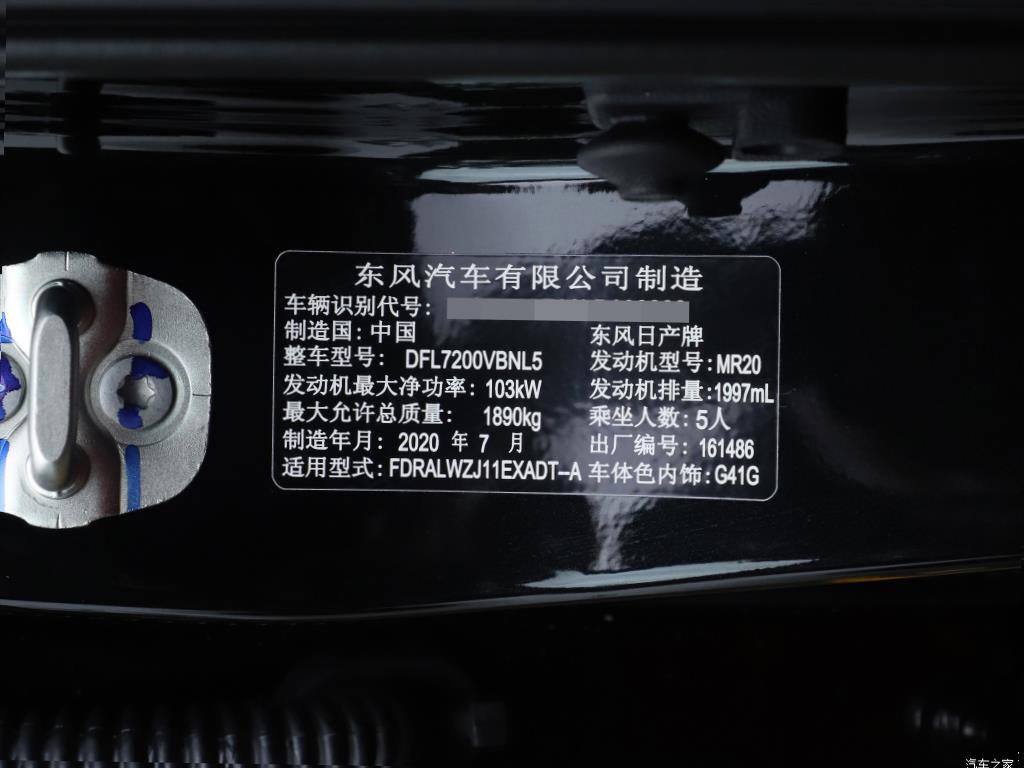 东风汽车有限公司制造
车辆识别代号:
制造国: 中国 东风日产牌
整车型号: DFL7200VBNL5 发动机型号: MR20
发动机最大净功率: 103kW 发动机排量: 1997mL
最大允许总质量: 1890kg 乘坐人数: 5人
制造年月: 2020 年 7 月 出厂编号: 161486
适用型式: FDRALWZJ11EXADT-A 车体色内饰: G41G
汽车之家